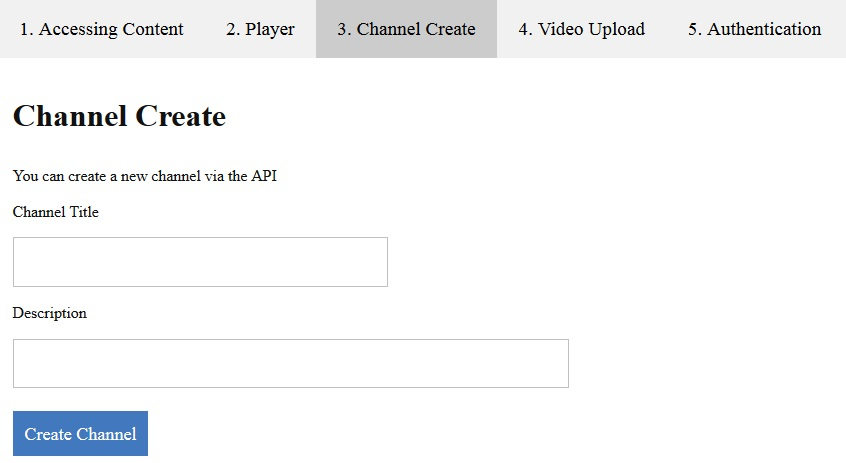 1. Accessing Content 2. Player 3. Channel Create 4. Video Upload 5. Authentication
Channel Create
You can create a new channel via the API
Channel Title
Description
Create Channel